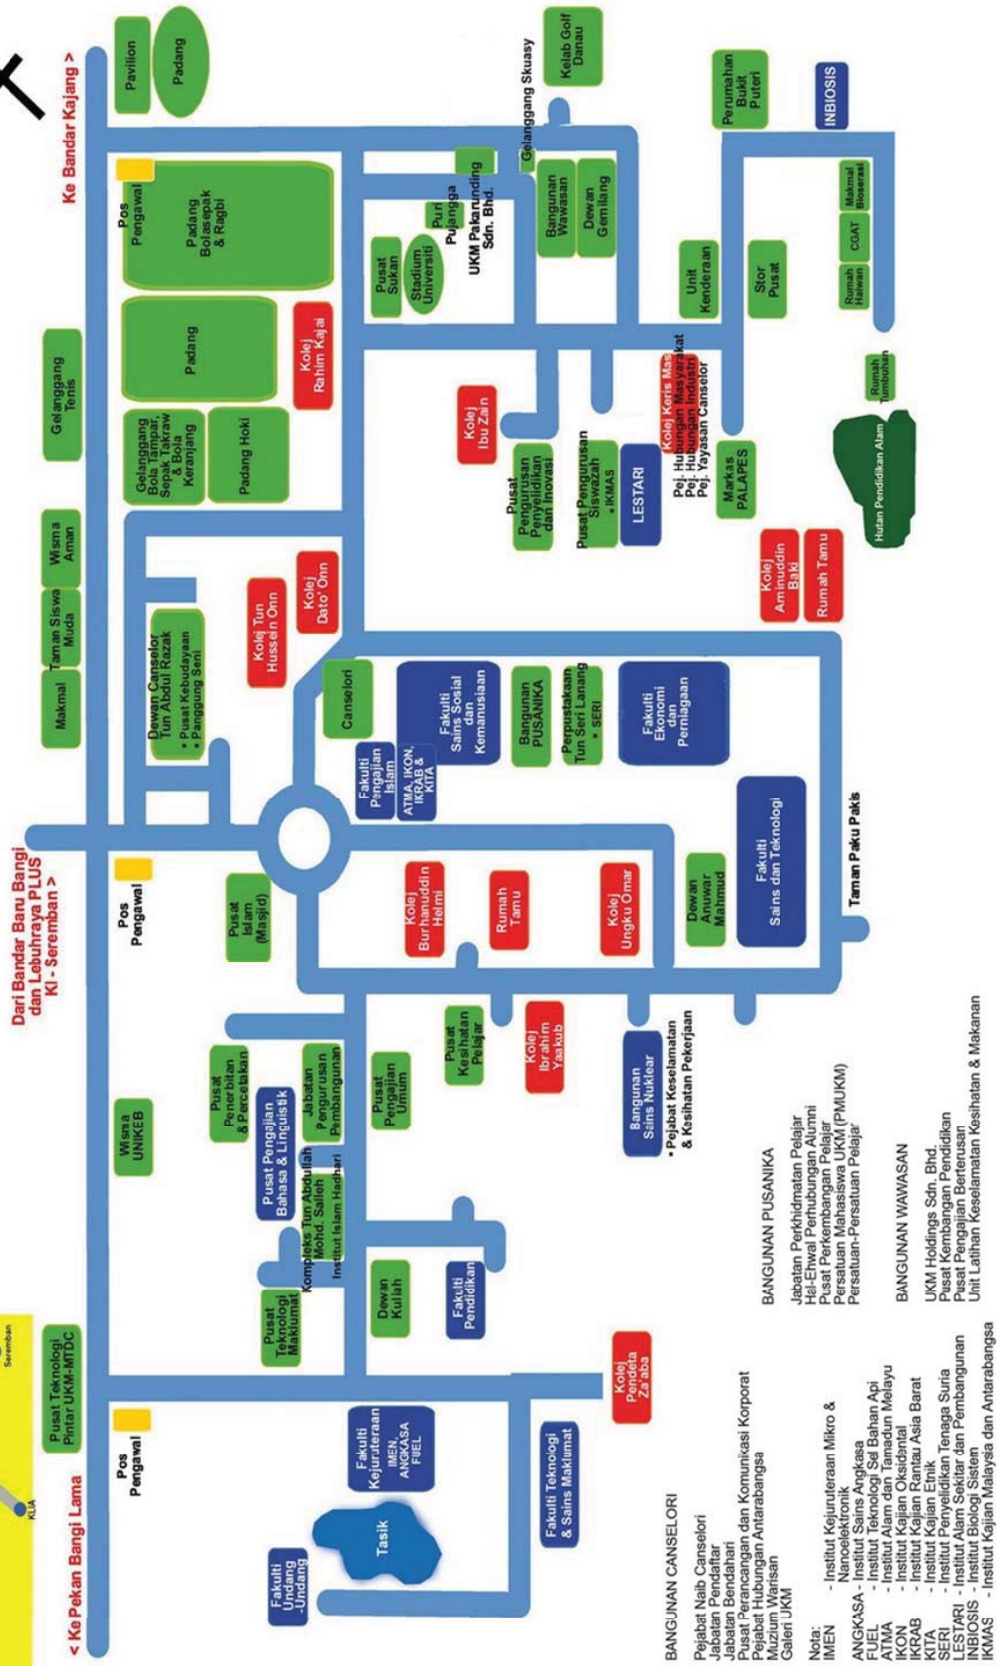 Seremban
KLIA
< Ke Pekan Bangi Lama
Dari Bandar Baru Bangi
dan Lebuhraya PLUS
Kl - Seremban >
Ke Bandar Kajang >
Pusat Teknologi
Pintar UKM-MTDC
Makmal
Taman Siswa
Muda
Wisma
Aman
Gelanggang
Tenis
Pos
Pengawal
Wisma
UNIKEB
Pos
Pengawal
Dewan Canselor
Tun Abdul Razak
• Pusat Kebudayaan
• Panggung Seni
Gelanggang
Bola Tampar,
Sepak Takraw
& Bola
Keranjang
Padang Hoki
Padang
Padang
Bolasepak
& Ragbi
Pos
Pengawal
Pavilion
Padang
Pusat
Penerbitan
& Percetakan
Pusat
Islam
(Masjid)
Kolej Tun
Hussein Onn
Kolej
Dato' Onn
Kolej
Rahim Kajai
Fakulti
Undang
-Undang
Pusat
Teknologi
Maklumat
Pusat Pengajian
Bahasa & Linguistik
Kompleks Tun Abdullah
Mohd. Salleh
Institut Islam Hadhari
Jabatan
Pengurusan
Pembangunan
Canselori
Tasik
Fakulti
Kejuruteraan
IMEN,
ANGKASA
FUEL
Dewan
Kuliah
Pusat
Pengajian
Umum
Fakulti
Pengajian
Islam
ATMA, IKON,
IKRAB &
KITA
Fakulti
Sains Sosial
dan
Kemanusiaan
Pusat
Sukan
Stadium
Universiti
Puri
Pujangga
UKM Pakarunding
Sdn. Bhd.
Gelanggang Skuasy
Kelab Golf
Danau
Fakulti
Pendidikan
Pusat
Kesihatan
Pelajar
Kolej
Burhanuddin
Helmi
Rumah
Tamu
Kolej
Ibu Zain
Bangunan
Wawasan
Dewan
Gemilang
Fakulti Teknologi
& Sains Maklumat
Kolej
Ibrahim
Yaakub
Bangunan
PUSANIKA
Perpustakaan
Tun Seri Lanang
• SERI
Pusat
Pengurusan
Penyelidikan
dan Inovasi
Pusat Pengurusan
Siswazah
• IKMAS
LESTARI
Kolej
Pendeta
Za'aba
Bangunan
Sains Nuklear
• Pejabat Keselamatan
& Kesihatan Pekerjaan
Kolej
Ungku Omar
Fakulti
Ekonomi
dan
Perniagaan
Kolej Keris Mas
Pej. Hubungan Masyarakat
Pej. Hubungan Industri
Pej. Yayasan Canselor
Unit
Kenderaan
Perumahan
Bukit
Puteri
Dewan
Anuwar
Mahmud
Fakulti
Sains dan Teknologi
Markas
PALAPES
Stor
Pusat
INBIOSIS
Kolej
Aminuddin
Baki
Rumah Tamu
Taman Paku Pakis
Hutan Pendidikan Alam
Rumah
Tumbuhan
Rumah
Haiwan
CGAT
Makmal
Bioserasi
BANGUNAN CANSELORI
Pejabat Naib Canselori
Jabatan Pendaftar
Jabatan Bendahari
Pusat Perancangan dan Komunikasi Korporat
Pejabat Hubungan Antarabangsa
Muzium Warisan
Galeri UKM
Nota:
IMEN - Institut Kejuruteraan Mikro &
Nanoelektronik
ANGKASA - Institut Sains Angkasa
FUEL - Institut Teknologi Sel Bahan Api
ATMA - Institut Alam dan Tamadun Melayu
IKON - Institut Kajian Oksidental
IKRAB - Institut Kajian Rantau Asia Barat
KITA - Institut Kajian Etnik
SERI - Institut Penyelidikan Tenaga Suria
LESTARI - Institut Alam Sekitar dan Pembangunan
INBIOSIS - Institut Biologi Sistem
IKMAS - Institut Kajian Malaysia dan Antarabangsa
BANGUNAN PUSANIKA
Jabatan Perkhidmatan Pelajar
Hal-Ehwal Perhubungan Alumni
Pusat Perkembangan Pelajar
Persatuan Mahasiswa UKM (PMUKM)
Persatuan-Persatuan Pelajar
BANGUNAN WAWASAN
UKM Holdings Sdn. Bhd.
Pusat Kembangan Pendidikan
Pusat Pengajian Berterusan
Unit Latihan Keselamatan Kesihatan & Makanan